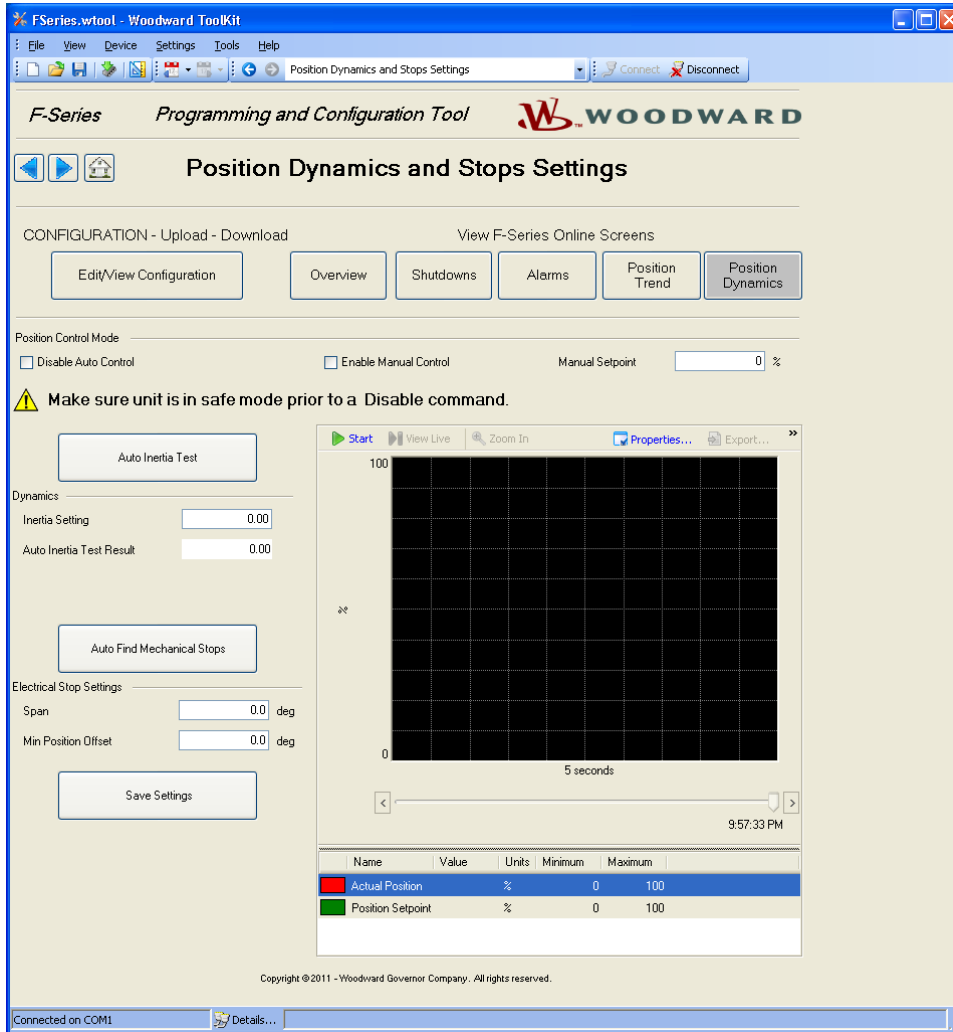 FSeries.wtool - Woodward ToolKit
File View Device Settings Tools Help
Position Dynamics and Stops Settings Connect Disconnect
F-Series Programming and Configuration Tool WOODWARD
Position Dynamics and Stops Settings
CONFIGURATION - Upload - Download View F-Series Online Screens
Edit/View Configuration Overview Shutdowns Alarms Position Trend Position Dynamics
Position Control Mode
Disable Auto Control Enable Manual Control Manual Setpoint 0 %
Make sure unit is in safe mode prior to a Disable command.
Auto Inertia Test
Dynamics
Inertia Setting 0.00
Auto Inertia Test Result 0.00
Auto Find Mechanical Stops
Electrical Stop Settings
Span 0.0 deg
Min Position Offset 0.0 deg
Save Settings
Start View Live Zoom In Properties... Export... »
100
%
0
5 seconds
< >
9:57:33 PM
Name Value Units Minimum Maximum
Actual Position % 0 100
Position Setpoint % 0 100
Copyright ©2011 - Woodward Governor Company. All rights reserved.
Connected on COM1 Details...